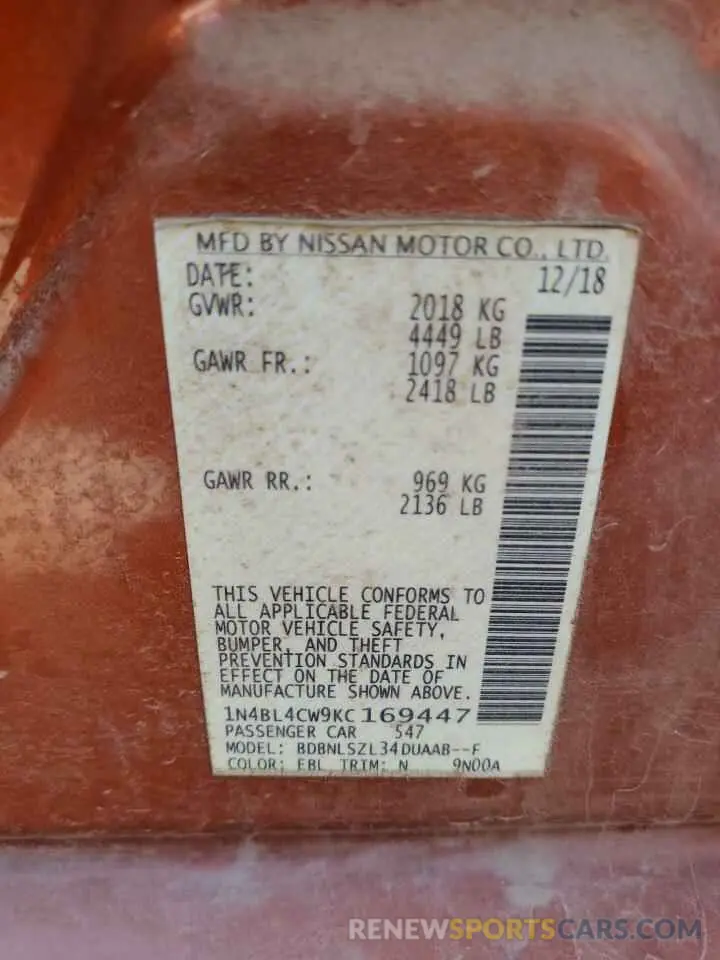 MFD BY NISSAN MOTOR CO., LTD.
DATE: 12/18
GVWR: 2018 KG
4449 LB
GAWR FR.: 1097 KG
2418 LB
GAWR RR.: 969 KG
2136 LB
THIS VEHICLE CONFORMS TO
ALL APPLICABLE FEDERAL
MOTOR VEHICLE SAFETY,
BUMPER, AND THEFT
PREVENTION STANDARDS IN
EFFECT ON THE DATE OF
MANUFACTURE SHOWN ABOVE.
1N4BL4CW9KC169447
PASSENGER CAR 547
MODEL: BDBNLSZL34DUAAB--F
COLOR: EBL TRIM: N 9N00A
RENEWSPORTSCARS.COM